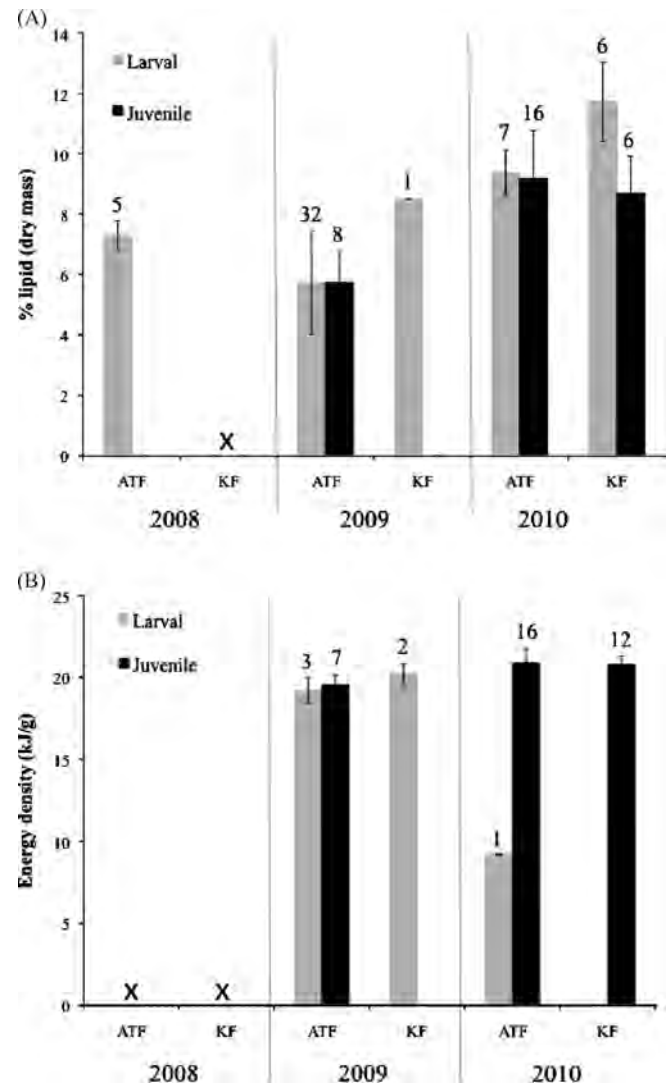 (A)
14
12
10
8
6
4
2
0
% lipid (dry mass)
Larval
Juvenile
5
X
32
8
1
7
16
6
6
ATF KF ATF KF ATF KF
2008 2009 2010
(B)
25
20
15
10
5
0
Energy density (kJ/g)
Larval
Juvenile
X X
3
7
2
1
16
12
ATF KF ATF KF ATF KF
2008 2009 2010